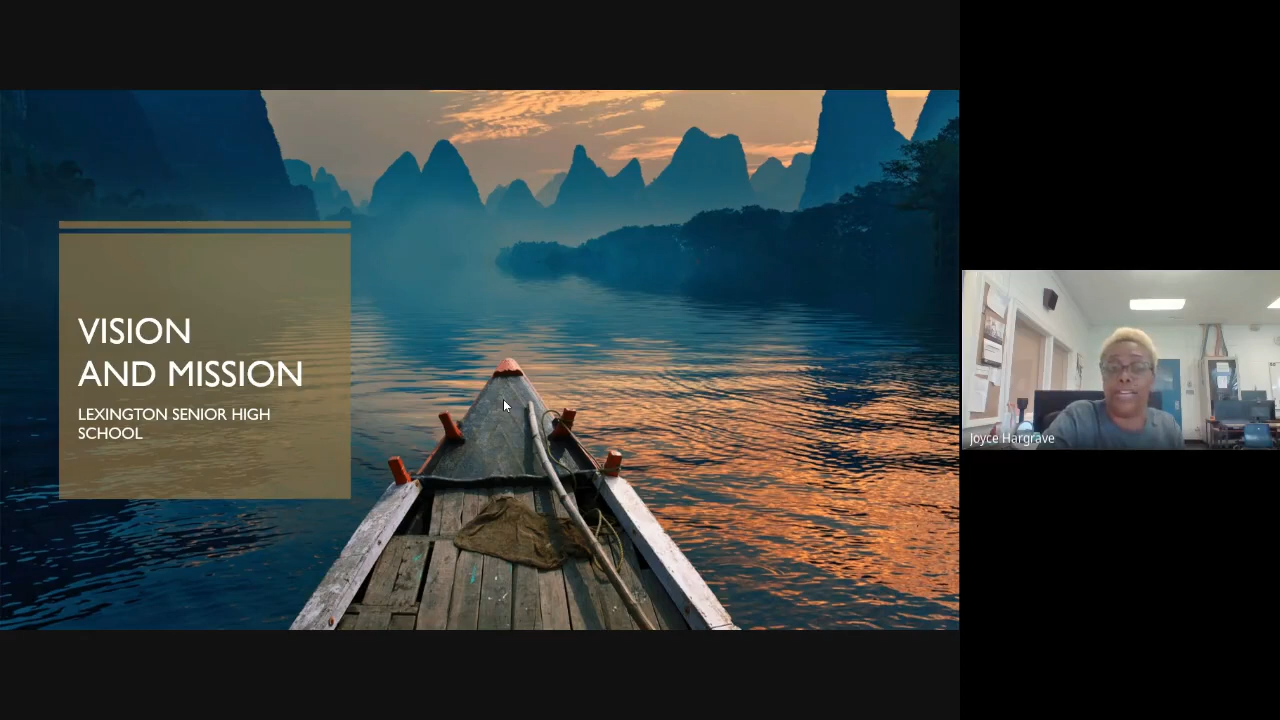 VISION
AND MISSION
LEXINGTON SENIOR HIGH
SCHOOL
Joyce Hargrave